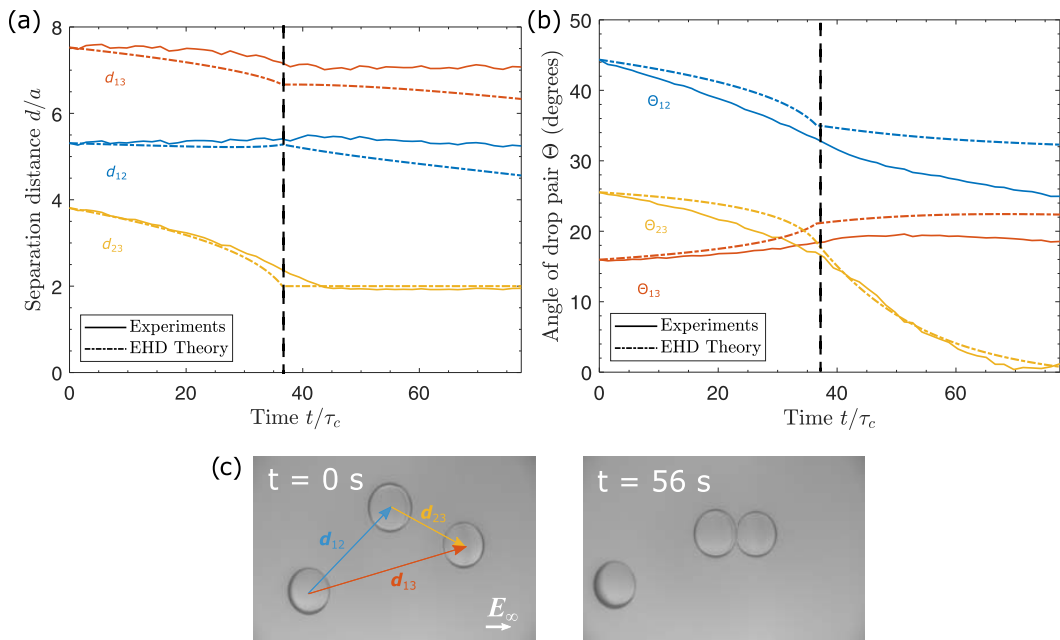 (a)
Separation distance d/a
8
6
4
2
0
d13
d12
d23
Experiments
EHD Theory
0
20
40
60
Time t/τc
(b)
Angle of drop pair Θ (degrees)
50
40
30
20
10
0
Θ12
Θ23
Θ13
Experiments
EHD Theory
0
20
40
60
Time t/τc
(c)
t = 0 s
d12
d23
d13
E∞
t = 56 s